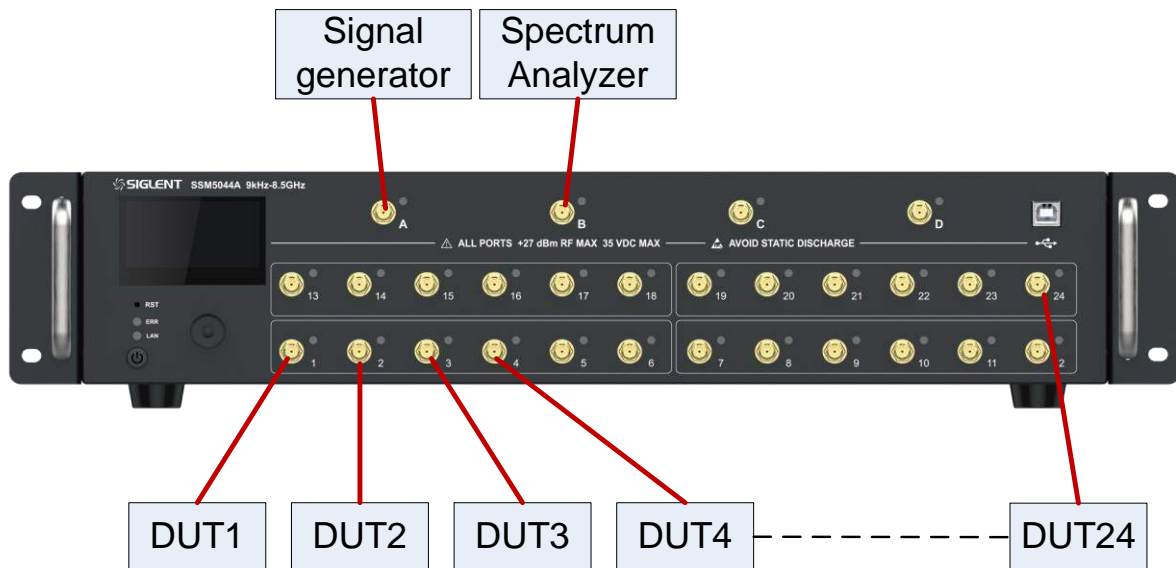 Signal
generator
Spectrum
Analyzer
SIGLENT SSM5044A 9kHz-8.5GHz
A
B
C
D
ALL PORTS +27 dBm RF MAX 35 VDC MAX
AVOID STATIC DISCHARGE
13
14
15
16
17
18
19
20
21
22
23
24
RST
ERR
LAN
1
2
3
4
5
6
7
8
9
10
11
2
DUT1
DUT2
DUT3
DUT4
DUT24